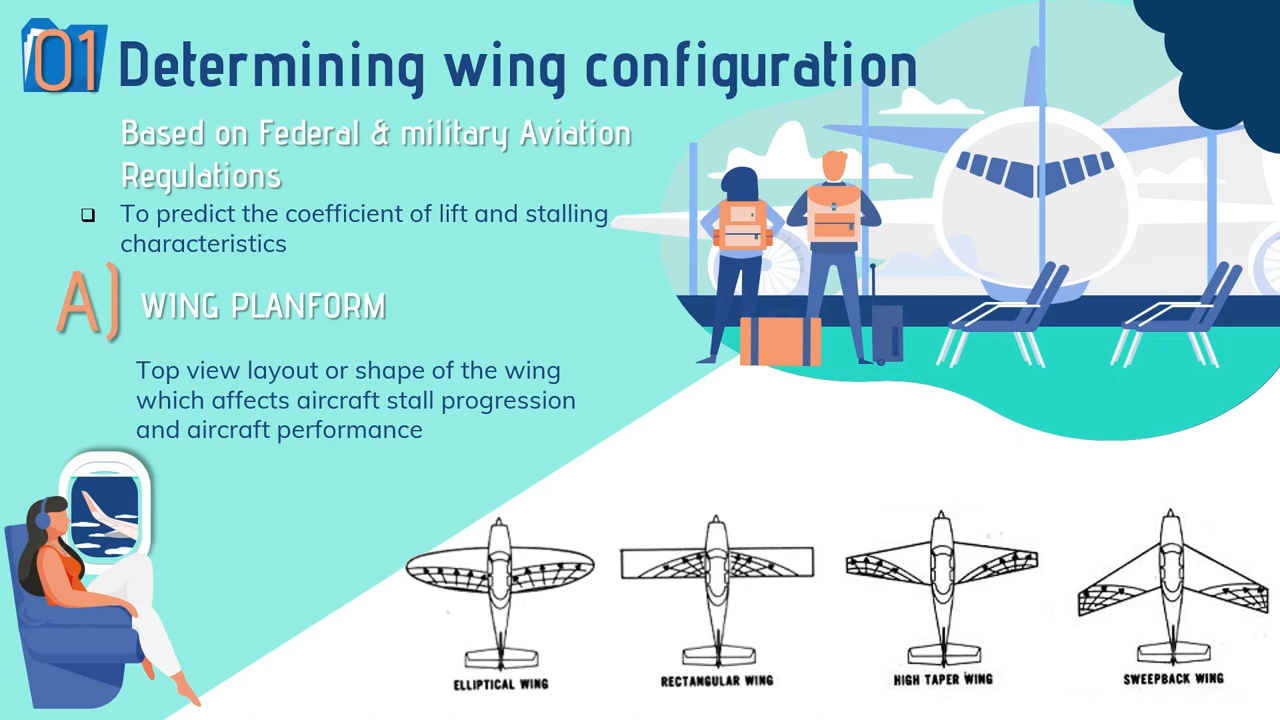 01 Determining wing configuration
Based on Federal & military Aviation
Regulations
❑ To predict the coefficient of lift and stalling
characteristics
A) WING PLANFORM
Top view layout or shape of the wing
which affects aircraft stall progression
and aircraft performance
ELLIPTICAL WING
RECTANGULAR WING
HIGH TAPER WING
SWEEPBACK WING